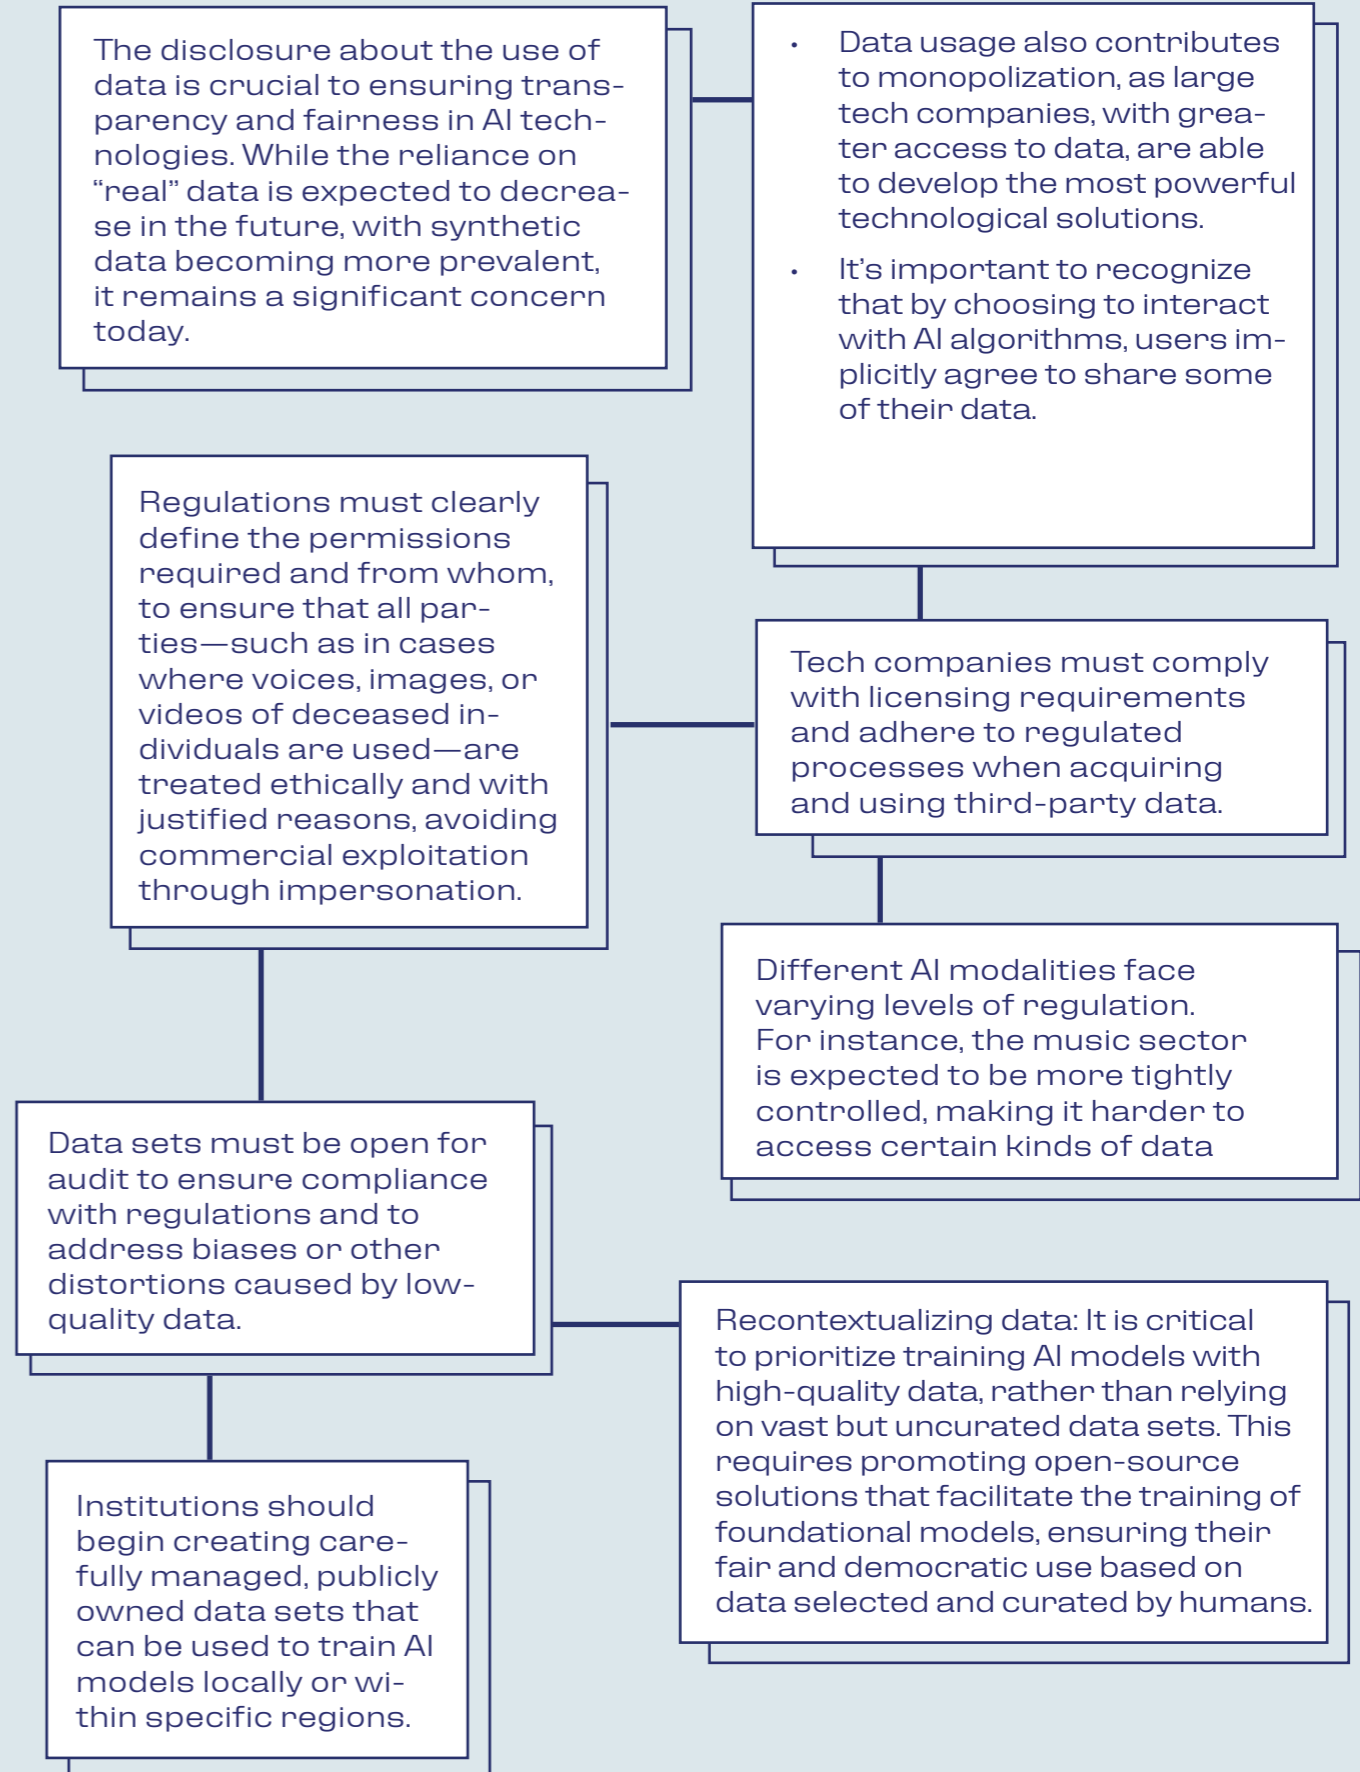 The disclosure about the use of
data is crucial to ensuring trans-
parency and fairness in AI tech-
nologies. While the reliance on
“real” data is expected to decrea-
se in the future, with synthetic
data becoming more prevalent,
it remains a significant concern
today.
• Data usage also contributes
to monopolization, as large
tech companies, with grea-
ter access to data, are able
to develop the most powerful
technological solutions.
• It’s important to recognize
that by choosing to interact
with AI algorithms, users im-
plicitly agree to share some
of their data.
Regulations must clearly
define the permissions
required and from whom,
to ensure that all par-
ties—such as in cases
where voices, images, or
videos of deceased in-
dividuals are used—are
treated ethically and with
justified reasons, avoiding
commercial exploitation
through impersonation.
Tech companies must comply
with licensing requirements
and adhere to regulated
processes when acquiring
and using third-party data.
Different AI modalities face
varying levels of regulation.
For instance, the music sector
is expected to be more tightly
controlled, making it harder to
access certain kinds of data
Data sets must be open for
audit to ensure compliance
with regulations and to
address biases or other
distortions caused by low-
quality data.
Recontextualizing data: It is critical
to prioritize training AI models with
high-quality data, rather than relying
on vast but uncurated data sets. This
requires promoting open-source
solutions that facilitate the training of
foundational models, ensuring their
fair and democratic use based on
data selected and curated by humans.
Institutions should
begin creating care-
fully managed, publicly
owned data sets that
can be used to train AI
models locally or wi-
thin specific regions.